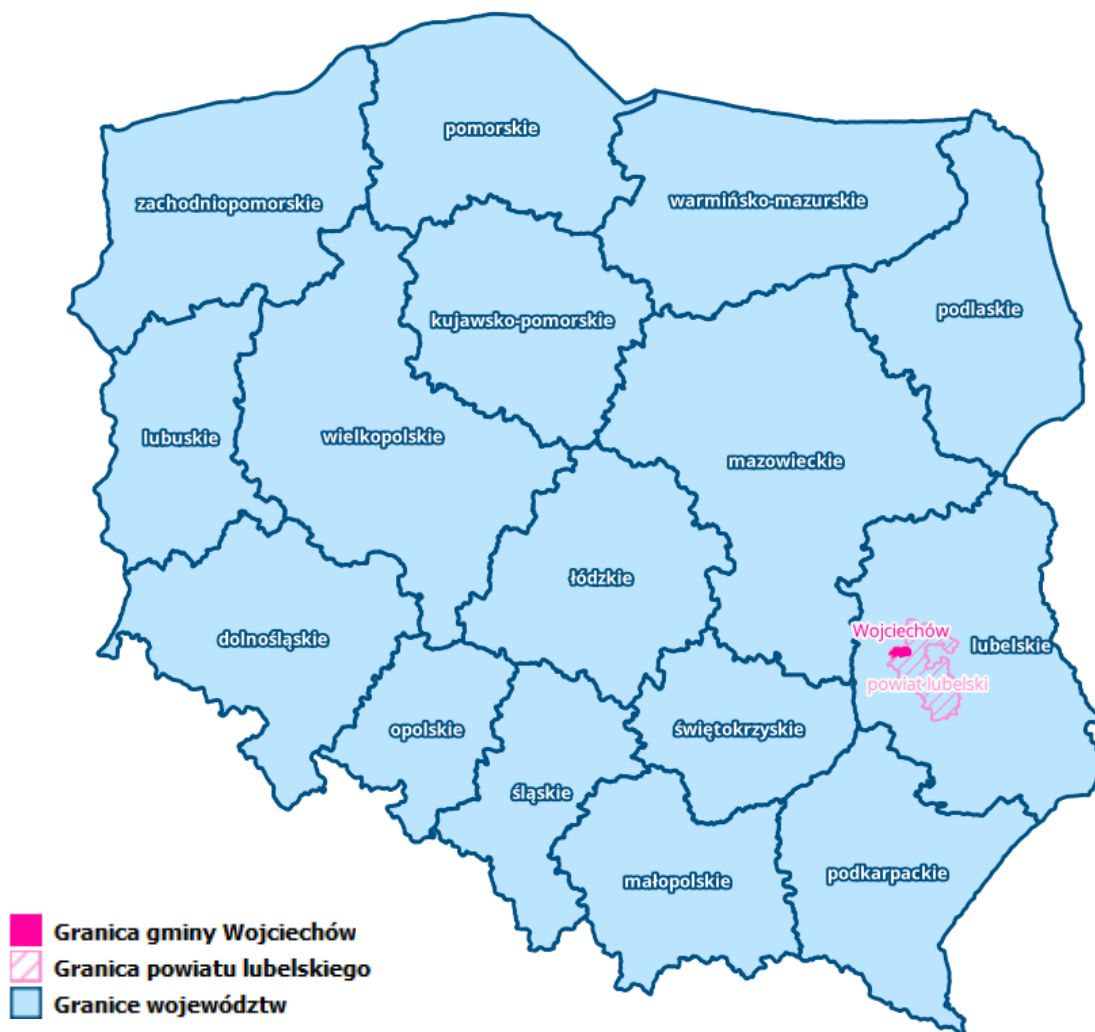 pomorskie
zachodniopomorskie
warmińsko-mazurskie
podlaskie
kujawsko-pomorskie
lubuskie
wielkopolskie
mazowieckie
łódzkie
Wojciechów
dolnośląskie
lubelskie
powiat lubelski
opolskie
świętokrzyskie
śląskie
małopolskie
podkarpackie
Granica gminy Wojciechów
Granica powiatu lubelskiego
Granice województw